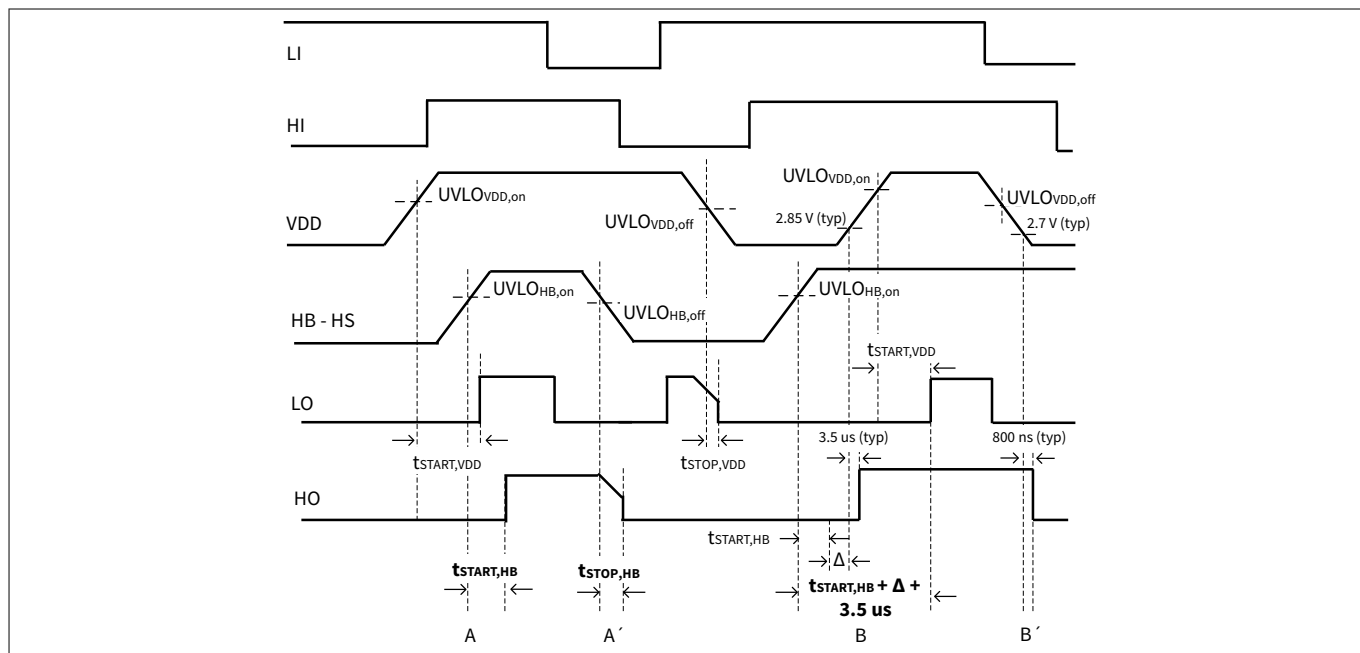 LI
HI
VDD
UVLOVDD,on
UVLOVDD,off
UVLOVDD,on
2.85 V (typ)
UVLOVDD,off
2.7 V (typ)
HB - HS
UVLOHB,on
UVLOHB,off
UVLOHB,on
tSTART,VDD
LO
tSTART,VDD
tSTOP,VDD
3.5 us (typ)
800 ns (typ)
HO
tSTART,HB
Δ
tSTART,HB
tSTOP,HB
tSTART,HB + Δ +
3.5 us
A
A´
B
B´